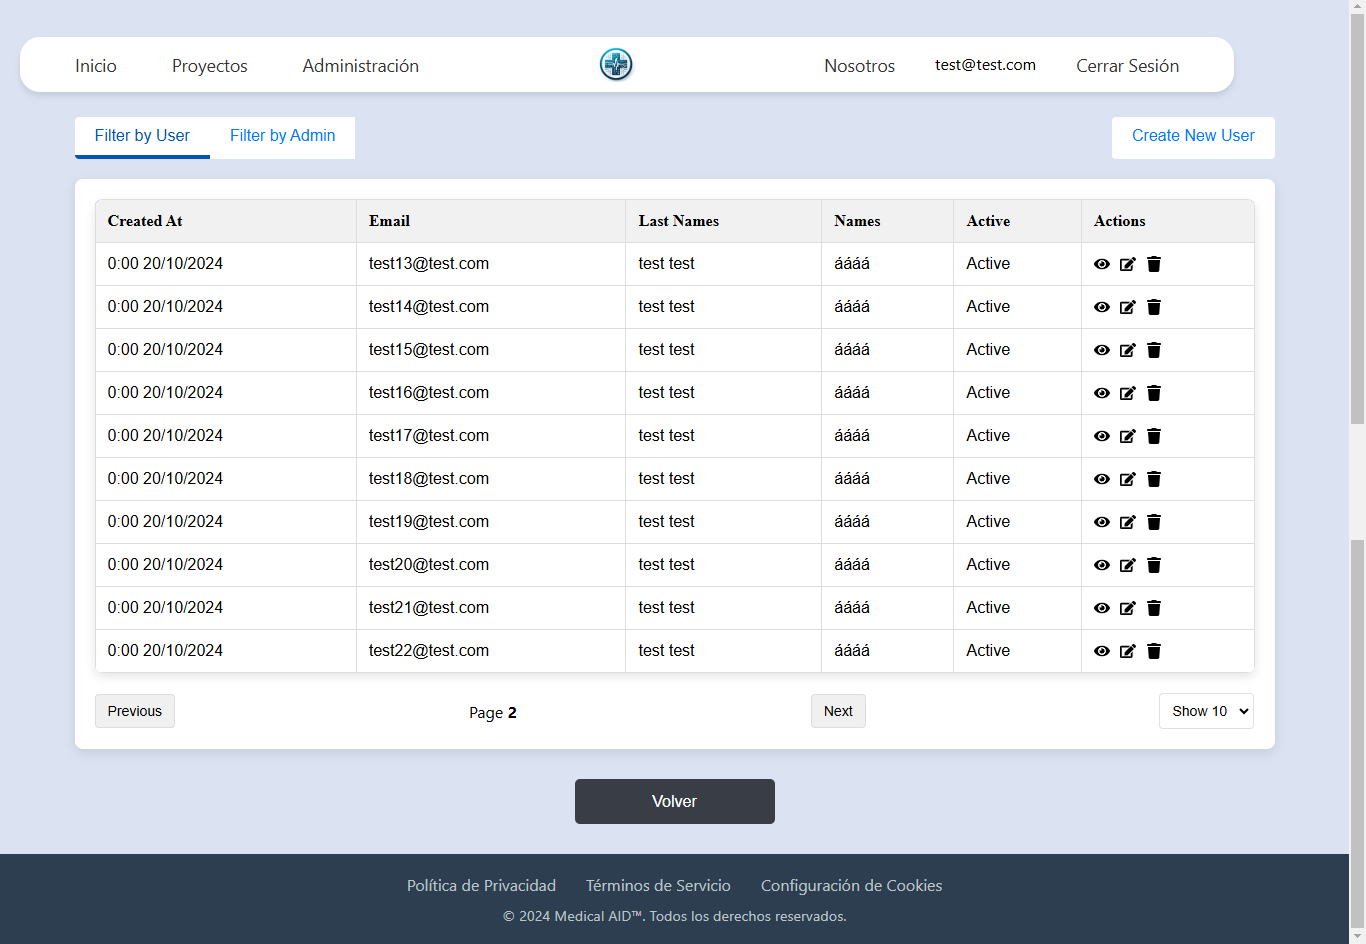 Inicio Proyectos Administración Nosotros test@test.com Cerrar Sesión
Filter by User Filter by Admin Create New User
Created At Email Last Names Names Active Actions
0:00 20/10/2024 test13@test.com test test áááá Active
0:00 20/10/2024 test14@test.com test test áááá Active
0:00 20/10/2024 test15@test.com test test áááá Active
0:00 20/10/2024 test16@test.com test test áááá Active
0:00 20/10/2024 test17@test.com test test áááá Active
0:00 20/10/2024 test18@test.com test test áááá Active
0:00 20/10/2024 test19@test.com test test áááá Active
0:00 20/10/2024 test20@test.com test test áááá Active
0:00 20/10/2024 test21@test.com test test áááá Active
0:00 20/10/2024 test22@test.com test test áááá Active
Previous Page 2 Next Show 10
Volver
Política de Privacidad Términos de Servicio Configuración de Cookies
© 2024 Medical AID™. Todos los derechos reservados.